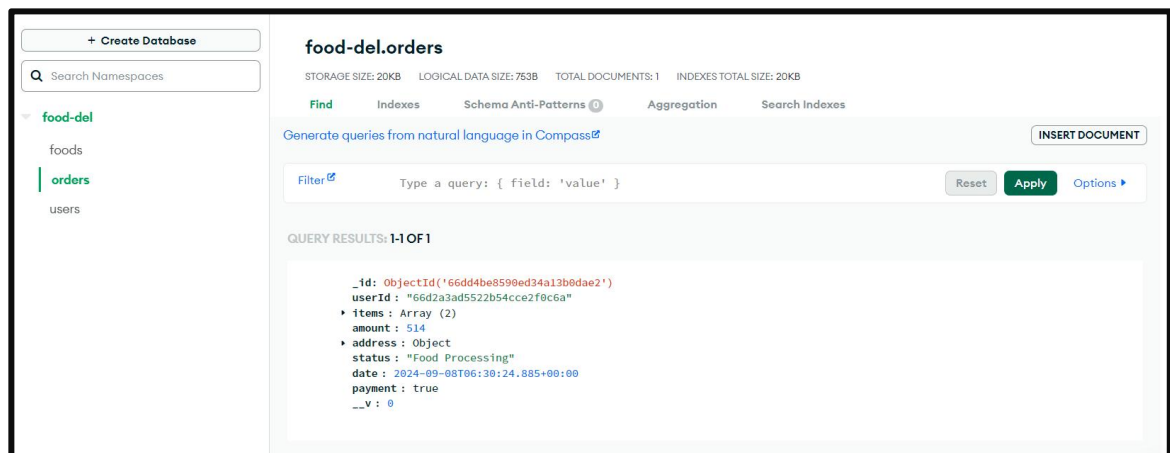 + Create Database
Search Namespaces
food-del
foods
orders
users
food-del.orders
STORAGE SIZE: 20KB LOGICAL DATA SIZE: 753B TOTAL DOCUMENTS: 1 INDEXES TOTAL SIZE: 20KB
Find Indexes Schema Anti-Patterns 0 Aggregation Search Indexes
Generate queries from natural language in Compass
INSERT DOCUMENT
Filter Type a query: { field: 'value' } Reset Apply Options
QUERY RESULTS: 1-1 OF 1
_id: ObjectId('66dd4be8590ed34a13b0dae2')
userId : "66d2a3ad5522b54cce2f0c6a"
items : Array (2)
amount : 514
address : Object
status : "Food Processing"
date : 2024-09-08T06:30:24.885+00:00
payment : true
__v : 0